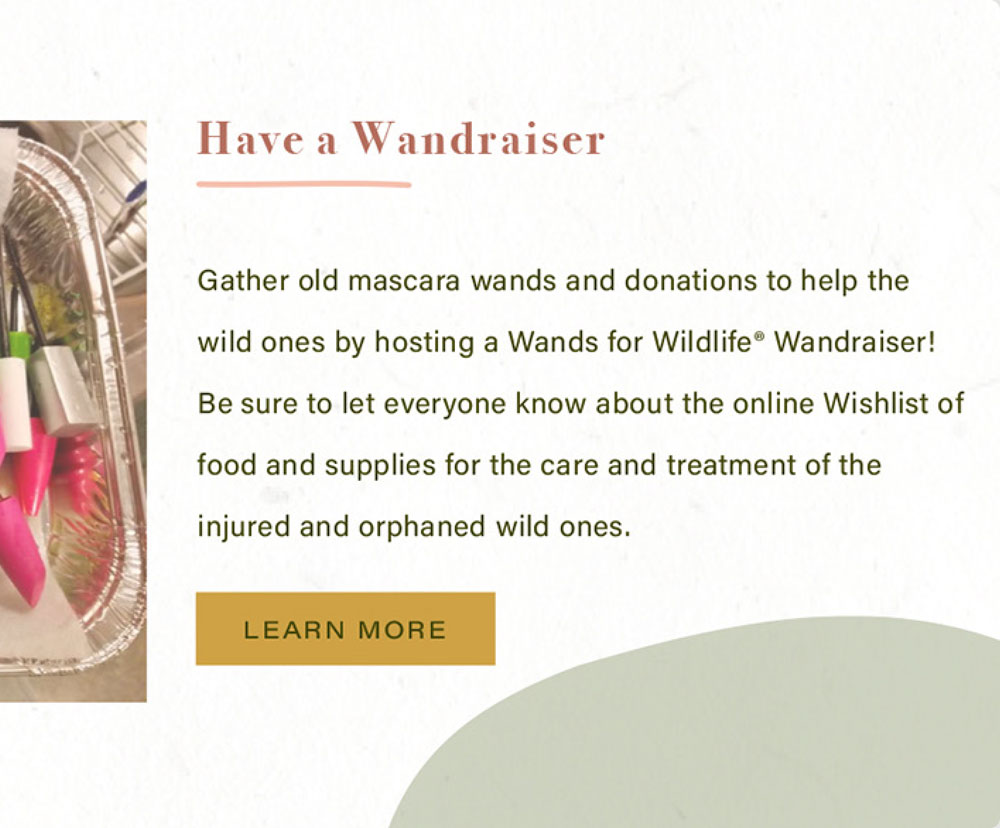 Have a Wandraiser
Gather old mascara wands and donations to help the
wild ones by hosting a Wands for Wildlife® Wandraiser!
Be sure to let everyone know about the online Wishlist of
food and supplies for the care and treatment of the
injured and orphaned wild ones.
LEARN MORE